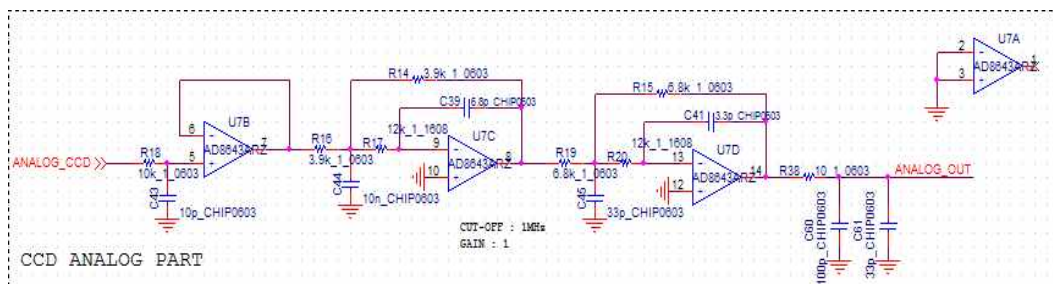 U7A
2
3
1
AD8643ARZ
R14
3.9k_1_0603
C39
6.8p_CHIP0603
R15
6.8k_1_0603
C41
3.3p_CHIP0603
U7B
6
5
7
AD8643ARZ
ANALOG_CCD
R18
10k_1_0603
C43
10p_CHIP0603
R16
3.9k_1_0603
R17
12k_1_1608
C44
10n_CHIP0603
U7C
9
10
8
AD8643ARZ
R19
6.8k_1_0603
R20
12k_1_1608
C45
33p_CHIP0603
U7D
13
12
14
AD8643ARZ
R38
10_1_0603
ANALOG_OUT
C60
100p_CHIP0603
C61
33p_CHIP0603
CUT-OFF : 1MHz
GAIN : 1
CCD ANALOG PART